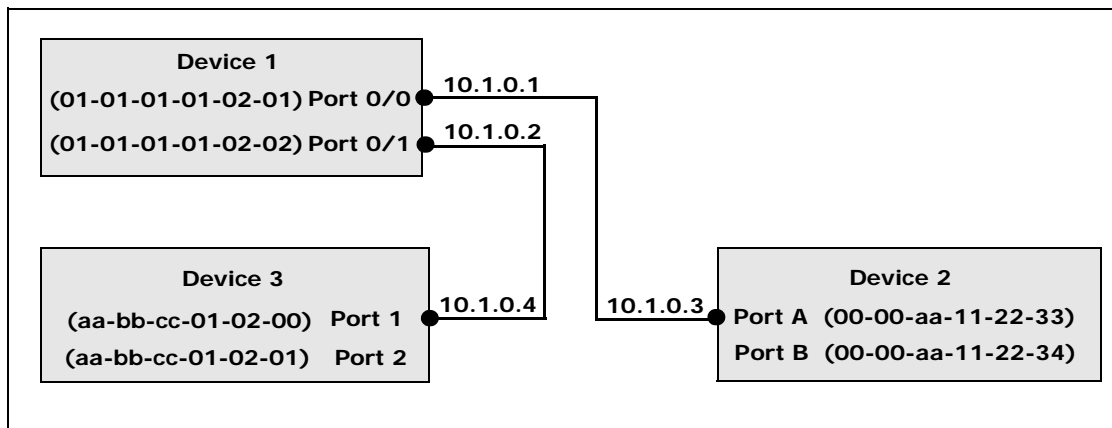 Device 1
(01-01-01-01-02-01) Port 0/0
10.1.0.1
(01-01-01-01-02-02) Port 0/1
10.1.0.2
Device 3
(aa-bb-cc-01-02-00) Port 1
10.1.0.4
(aa-bb-cc-01-02-01) Port 2
Device 2
10.1.0.3
Port A (00-00-aa-11-22-33)
Port B (00-00-aa-11-22-34)